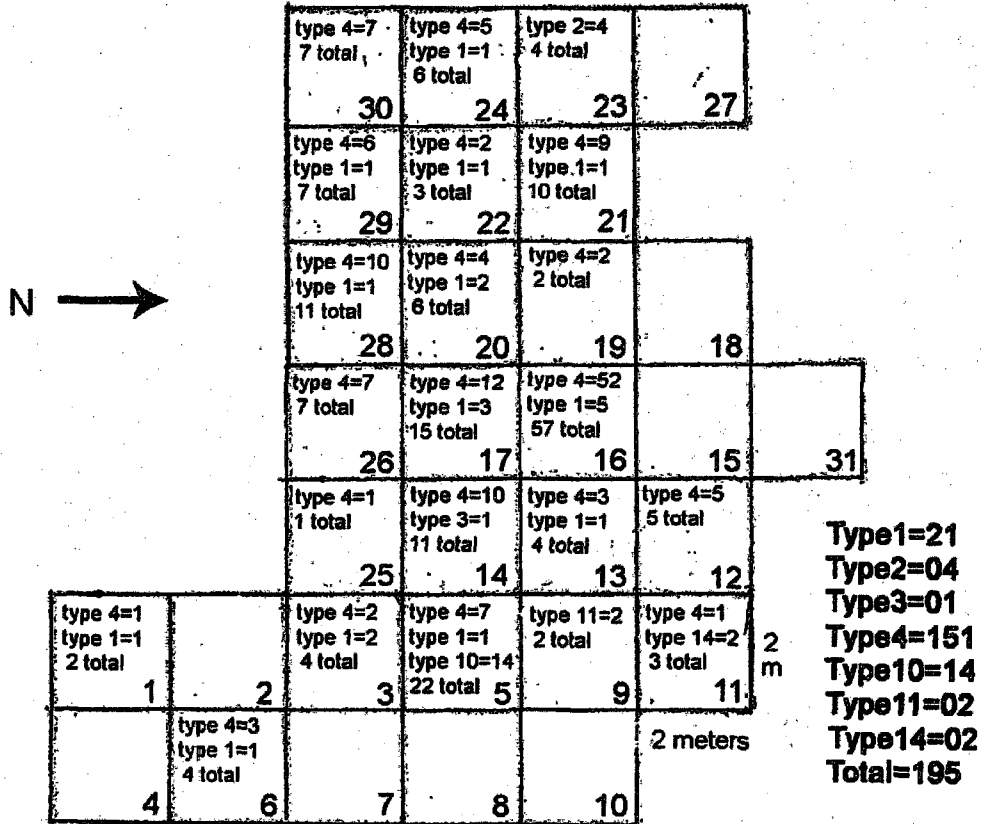 type 4=7
7 total
30
type 4=5
type 1=1
6 total
24
type 2=4
4 total
23
27
type 4=6
type 1=1
7 total
29
type 4=2
type 1=1
3 total
22
type 4=9
type 1=1
10 total
21
N
type 4=10
type 1=1
11 total
28
type 4=4
type 1=2
6 total
20
type 4=2
2 total
19
18
type 4=7
7 total
26
type 4=12
type 1=3
15 total
17
type 4=52
type 1=5
57 total
16
15
31
type 4=1
1 total
25
type 4=10
type 3=1
11 total
14
type 4=3
type 1=1
4 total
13
type 4=5
5 total
12
type 4=1
type 1=1
2 total
1
2
type 4=2
type 1=2
4 total
3
type 4=7
type 1=1
type 10=14
22 total
5
type 11=2
2 total
9
type 4=1
type 14=2
3 total
11
2
m
4
type 4=3
type 1=1
4 total
6
7
8
10
2 meters
Type1=21
Type2=04
Type3=01
Type4=151
Type10=14
Type11=02
Type14=02
Total=195